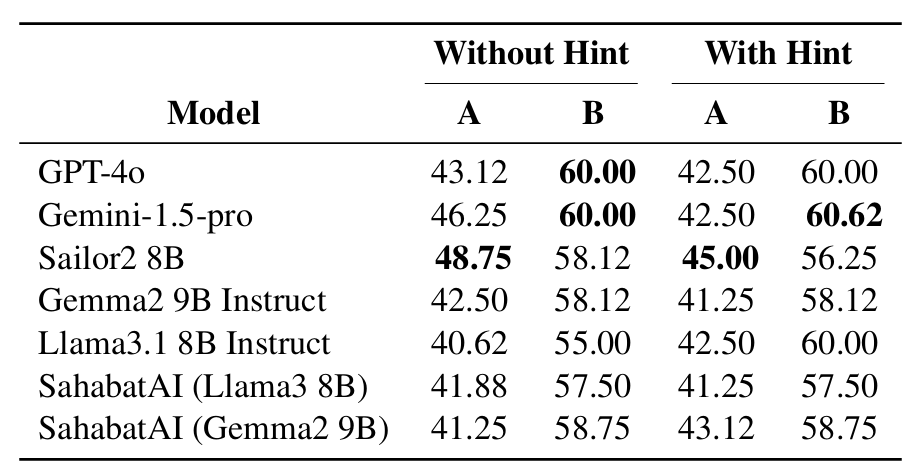 Without Hint With Hint
Model A B A B
GPT-4o 43.12 60.00 42.50 60.00
Gemini-1.5-pro 46.25 60.00 42.50 60.62
Sailor2 8B 48.75 58.12 45.00 56.25
Gemma2 9B Instruct 42.50 58.12 41.25 58.12
Llama3.1 8B Instruct 40.62 55.00 42.50 60.00
SahabatAI (Llama3 8B) 41.88 57.50 41.25 57.50
SahabatAI (Gemma2 9B) 41.25 58.75 43.12 58.75